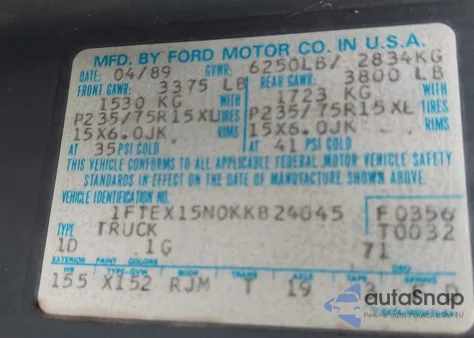 MFD. BY FORD MOTOR CO. IN U.S.A.
DATE: 04/89 GVWR: 6250LB/ 2834KG
FRONT GAWR: 3375 LB REAR GAWR: 3800 LB
1530 KG WITH 1723 KG WITH
P235/75R15XL TIRES P235/75R15XL TIRES
15X6.0JK RIMS 15X6.0JK RIMS
AT 35 PSI COLD AT 41 PSI COLD
THIS VEHICLE CONFORMS TO ALL APPLICABLE FEDERAL MOTOR VEHICLE SAFETY
STANDARDS IN EFFECT ON THE DATE OF MANUFACTURE SHOWN ABOVE.
VEHICLE IDENTIFICATION NO.
1FTEX15N0KKB24045 F0356
TYPE TRUCK T0032
1D 1G 71
EXTERIOR PAINT COLORS DSO
WB TYPE-GVW BODY TRANS AXLE TAPE SPRING
155 X152 RJM T 19 3 D
autoSnap